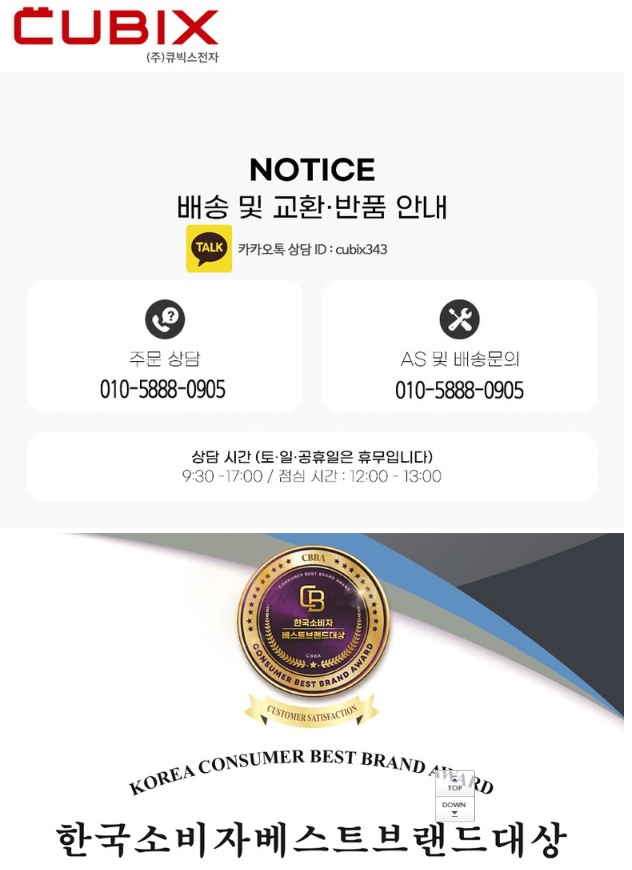 CUBIX
(주)큐빅스전자
NOTICE
배송 및 교환·반품 안내
TALK
카카오톡 상담 ID : cubix343
주문 상담
010-5888-0905
AS 및 배송문의
010-5888-0905
상담 시간 (토·일·공휴일은 휴무입니다)
9:30 -17:00 / 점심 시간 : 12:00 - 13:00
CBBA
CONSUMER BEST BRAND AWARD
CB
한국소비자
베스트브랜드대상
CBBA
CONSUMER BEST BRAND AWARD
CUSTOMER SATISFACTION
KOREA CONSUMER BEST BRAND AWARD
TOP
DOWN
한국소비자베스트브랜드대상